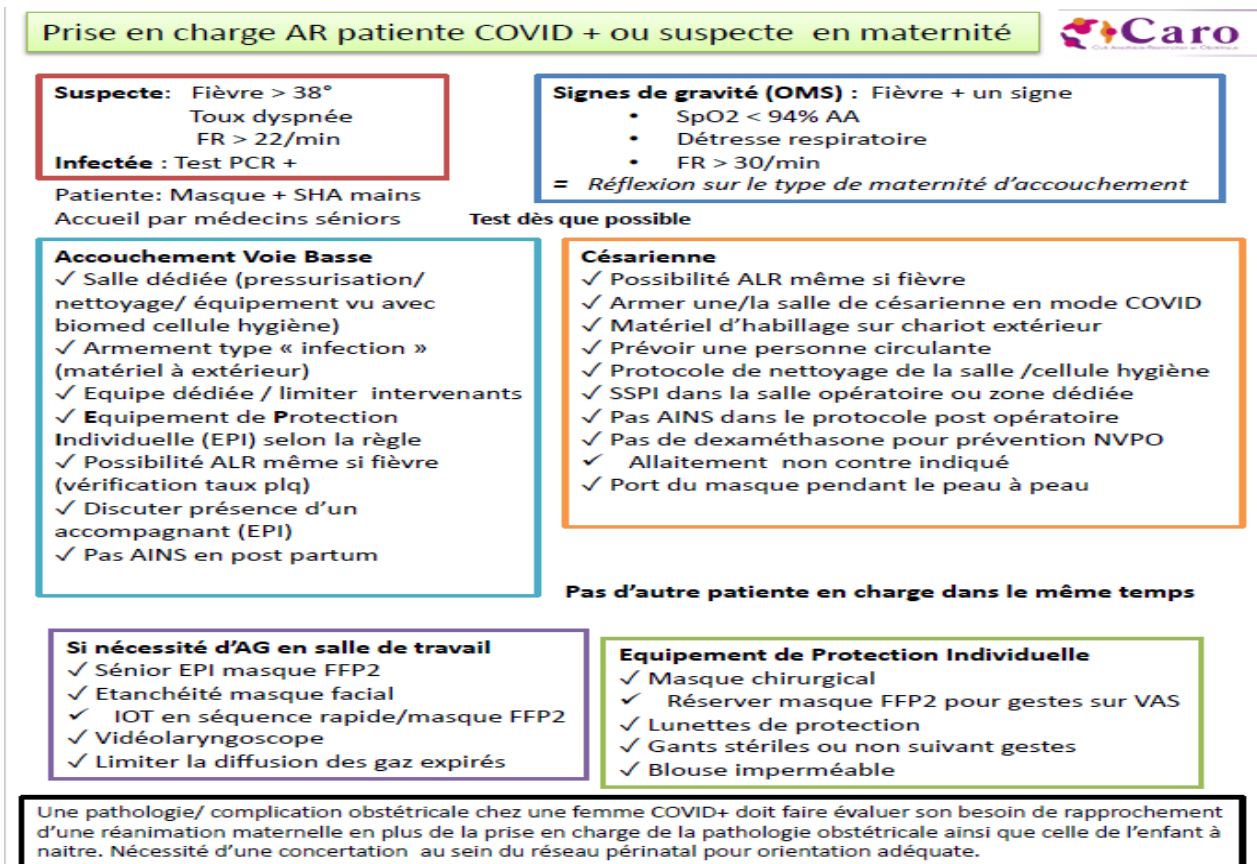 Prise en charge AR patiente COVID + ou suspecte en maternité
Caro
Suspecte: Fièvre > 38°
Toux dyspnée
FR > 22/min
Infectée : Test PCR +
Signes de gravité (OMS) : Fièvre + un signe
• SpO2 < 94% AA
• Détresse respiratoire
• FR > 30/min
= Réflexion sur le type de maternité d’accouchement
Patiente: Masque + SHA mains
Accueil par médecins séniors
Test dès que possible
Accouchement Voie Basse
✓ Salle dédiée (pressurisation/
nettoyage/ équipement vu avec
biomed cellule hygiène)
✓ Armement type « infection »
(matériel à extérieur)
✓ Equipe dédiée / limiter intervenants
✓ Equipement de Protection
Individuelle (EPI) selon la règle
✓ Possibilité ALR même si fièvre
(vérification taux plq)
✓ Discuter présence d’un
accompagnant (EPI)
✓ Pas AINS en post partum
Césarienne
✓ Possibilité ALR même si fièvre
✓ Armer une/la salle de césarienne en mode COVID
✓ Matériel d’habillage sur chariot extérieur
✓ Prévoir une personne circulante
✓ Protocole de nettoyage de la salle /cellule hygiène
✓ SSPI dans la salle opératoire ou zone dédiée
✓ Pas AINS dans le protocole post opératoire
✓ Pas de dexaméthasone pour prévention NVPO
✓ Allaitement non contre indiqué
✓ Port du masque pendant le peau à peau
Pas d’autre patiente en charge dans le même temps
Si nécessité d’AG en salle de travail
✓ Sénior EPI masque FFP2
✓ Etanchéité masque facial
✓ IOT en séquence rapide/masque FFP2
✓ Vidéolaryngoscope
✓ Limiter la diffusion des gaz expirés
Equipement de Protection Individuelle
✓ Masque chirurgical
✓ Réserver masque FFP2 pour gestes sur VAS
✓ Lunettes de protection
✓ Gants stériles ou non suivant gestes
✓ Blouse imperméable
Une pathologie/ complication obstétricale chez une femme COVID+ doit faire évaluer son besoin de rapprochement
d’une réanimation maternelle en plus de la prise en charge de la pathologie obstétricale ainsi que celle de l’enfant à
naitre. Nécessité d’une concertation au sein du réseau périnatal pour orientation adéquate.